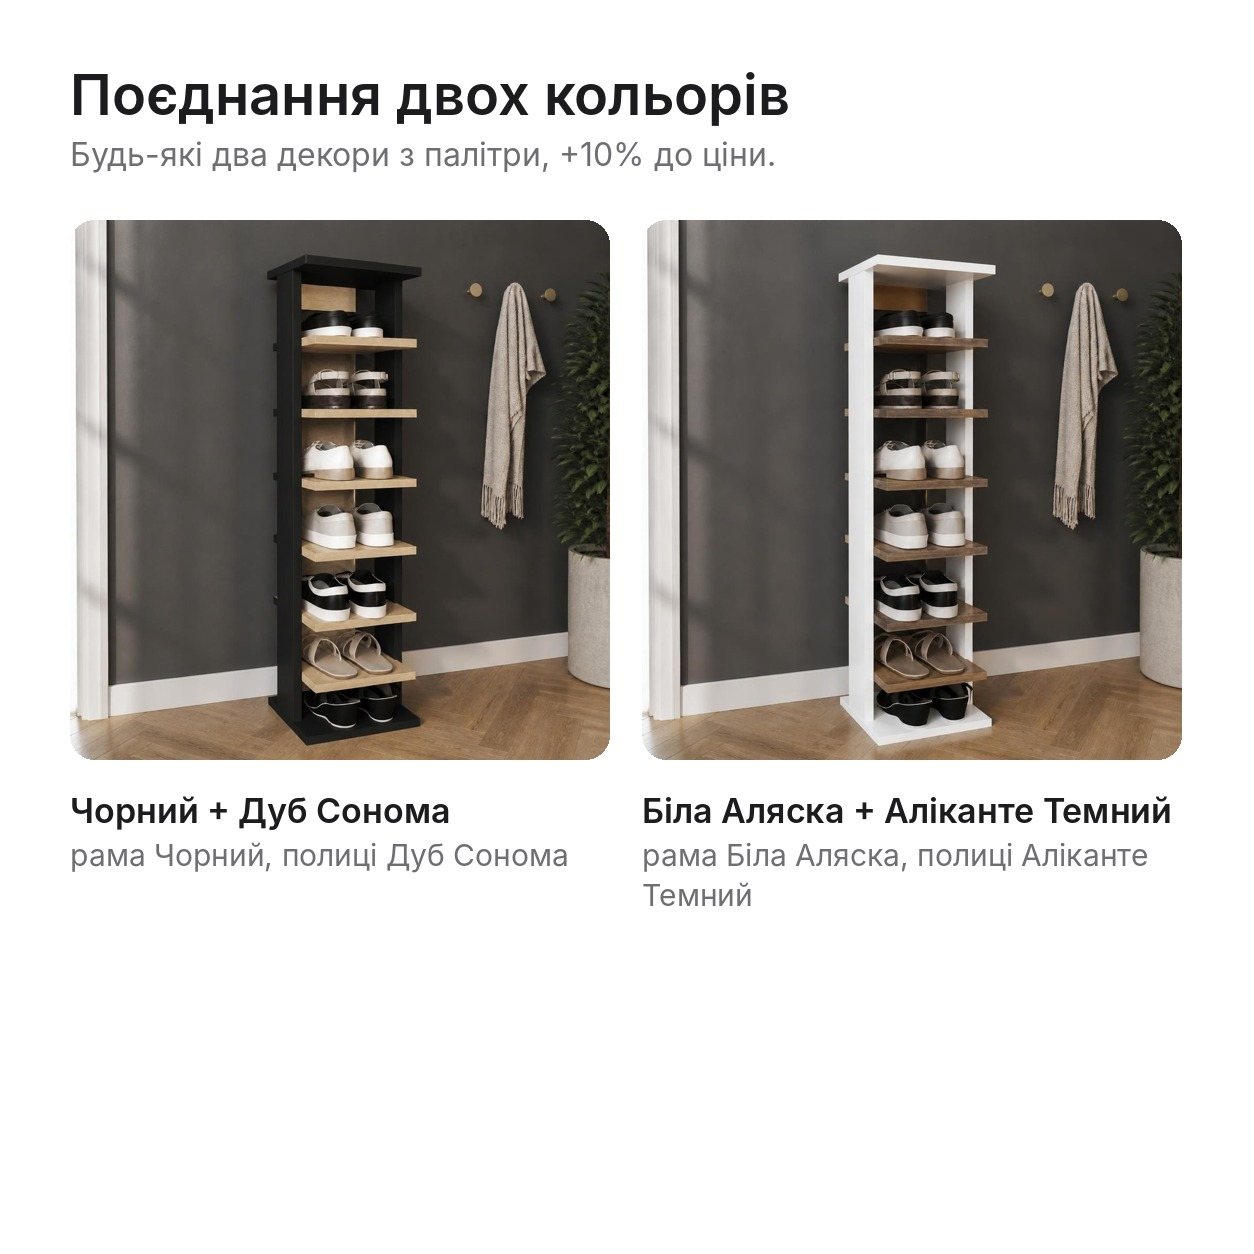 Поєднання двох кольорів
Будь-які два декори з палітри, +10% до ціни.
Чорний + Дуб Сонома
рама Чорний, полиці Дуб Сонома
Біла Аляска + Аліканте Темний
рама Біла Аляска, полиці Аліканте
Темний